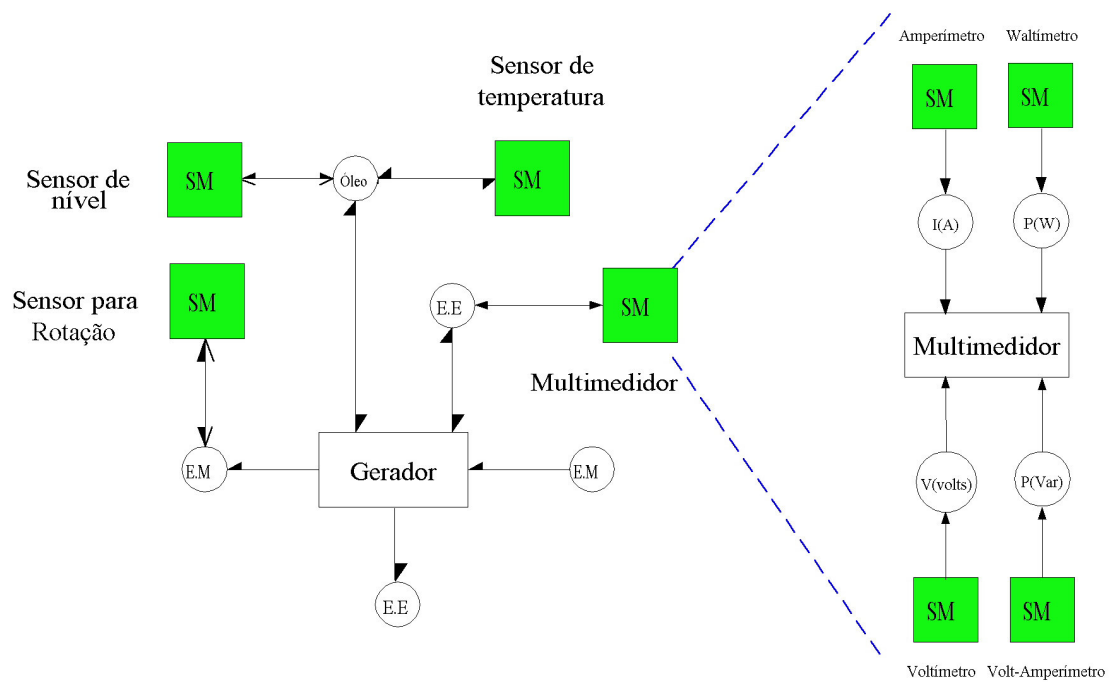 Amperímetro
Waltímetro
Sensor de
temperatura
SM
SM
Sensor de
nível
SM
Óleo
SM
I(A)
P(W)
Sensor para
Rotação
SM
E.E
SM
Multimedidor
Multimedidor
E.M
Gerador
E.M
V(volts)
P(Var)
E.E
SM
SM
Voltímetro
Volt-Amperímetro